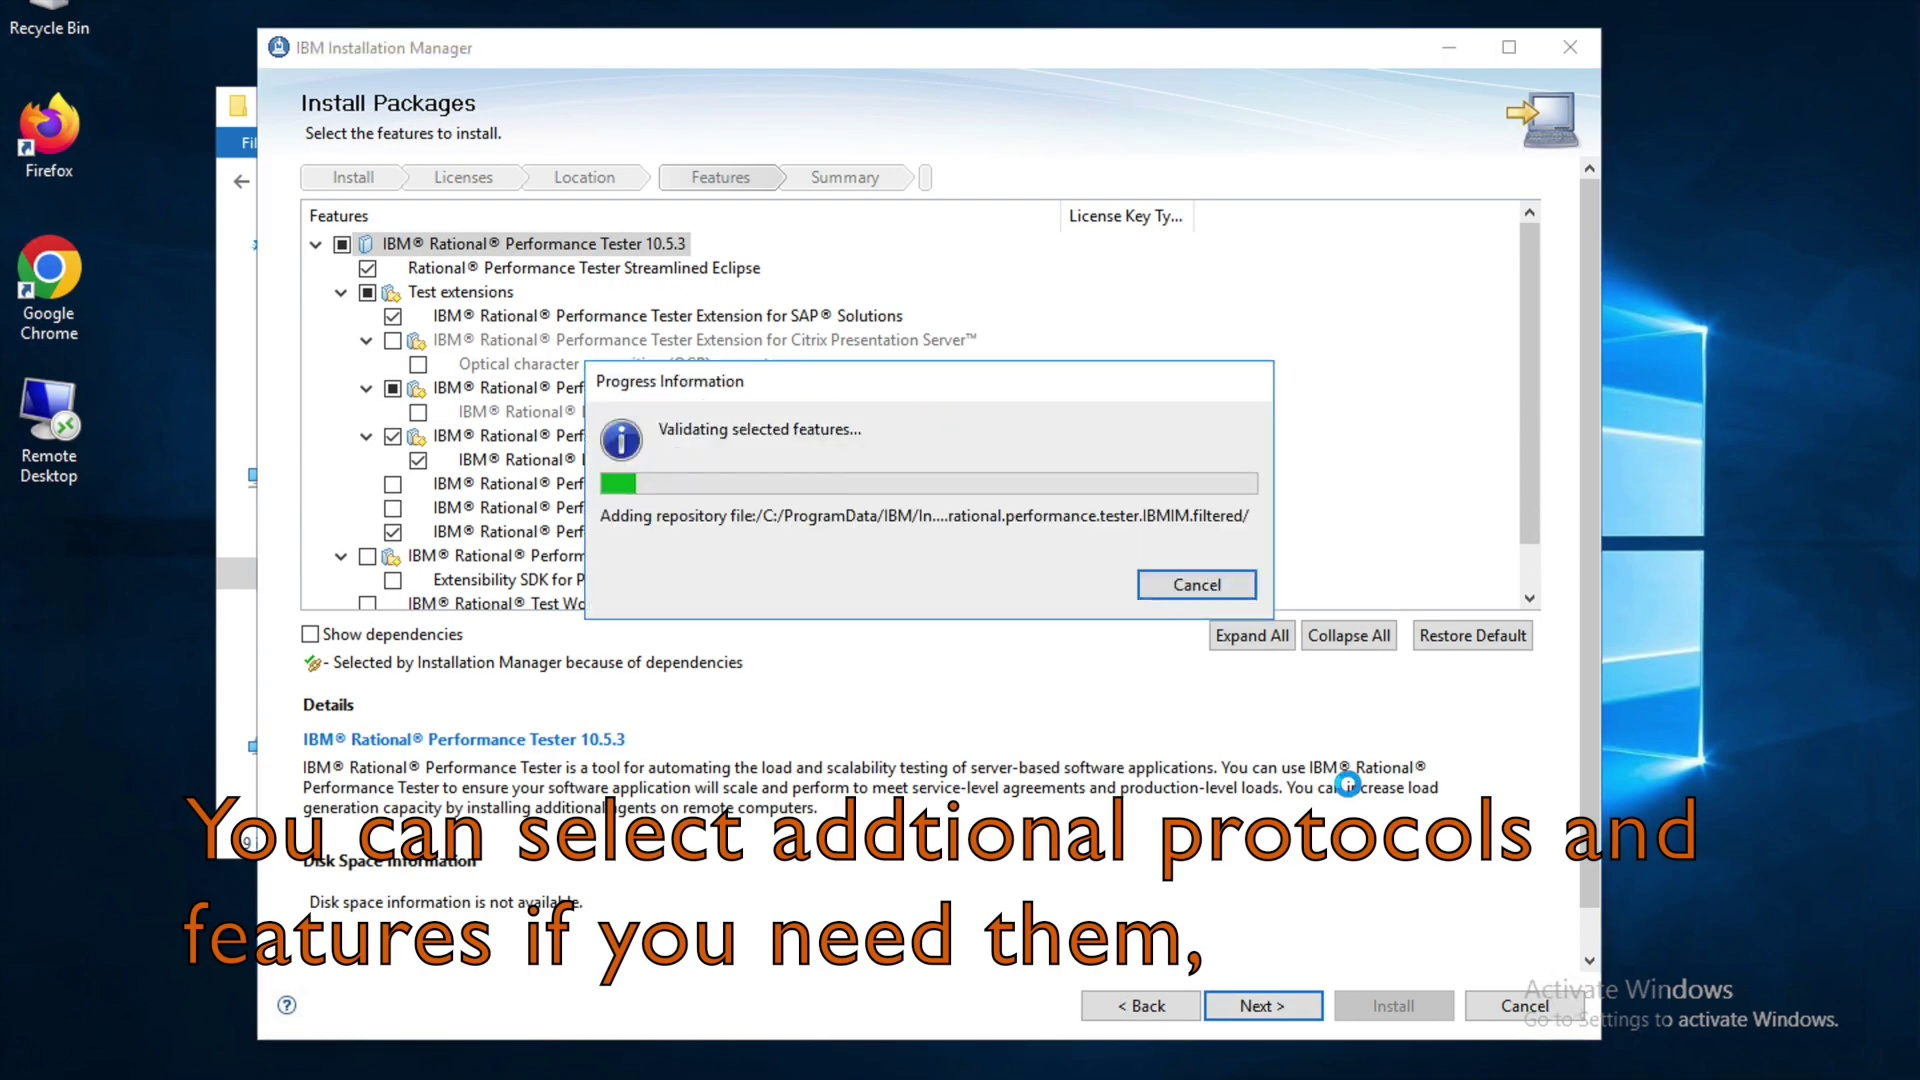 Recycle Bin
IBM Installation Manager
Install Packages
Select the features to install.
Firefox
Google
Chrome
Remote
Desktop
Fil
Install
Licenses
Location
Features
Summary
Features
License Key Ty...
IBM® Rational® Performance Tester 10.5.3
Rational® Performance Tester Streamlined Eclipse
Test extensions
IBM® Rational® Performance Tester Extension for SAP® Solutions
IBM® Rational® Performance Tester Extension for Citrix Presentation Server™
Optical character
IBM® Rational® Perf
IBM® Rational®
IBM® Rational® Perf
IBM® Rational®
IBM® Rational® Perf
IBM® Rational® Perf
IBM® Rational® Perf
IBM® Rational® Perform
Extensibility SDK for P
IBM® Rational® Test Wo
Progress Information
Validating selected features...
Adding repository file:/C:/ProgramData/IBM/In....rational.performance.tester.IBMIM.filtered/
Cancel
Show dependencies
Expand All
Collapse All
Restore Default
- Selected by Installation Manager because of dependencies
Details
IBM® Rational® Performance Tester 10.5.3
IBM® Rational® Performance Tester is a tool for automating the load and scalability testing of server-based software applications. You can use IBM® Rational®
Performance Tester to ensure your software application will scale and perform to meet service-level agreements and production-level loads. You can increase load
generation capacity by installing additional agents on remote computers.
You can select addtional protocols and
features if you need them,
Disk Space Information
Disk space information is not available.
< Back
Next >
Install
Cancel
Activate Windows
Go to Settings to activate Windows.